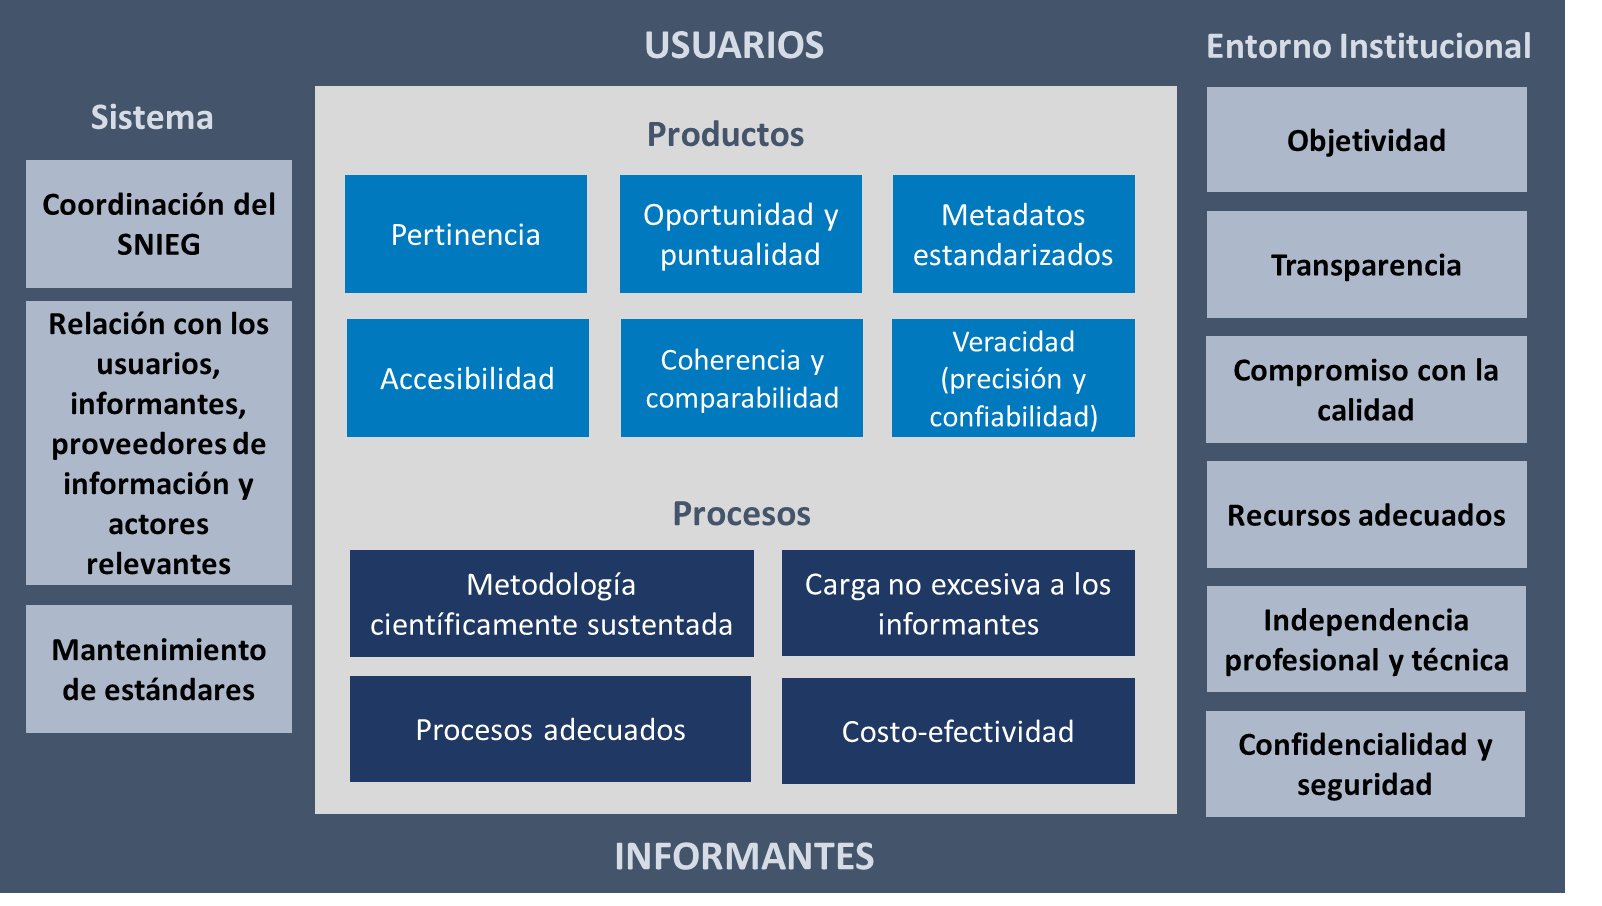 USUARIOS
Entorno Institucional
Sistema
Coordinación del
SNIEG
Relación con los
usuarios,
informantes,
proveedores de
información y
actores
relevantes
Mantenimiento
de estándares
Productos
Pertinencia
Oportunidad y
puntualidad
Metadatos
estandarizados
Accesibilidad
Coherencia y
comparabilidad
Veracidad
(precisión y
confiabilidad)
Procesos
Metodología
científicamente sustentada
Carga no excesiva a los
informantes
Procesos adecuados
Costo-efectividad
Objetividad
Transparencia
Compromiso con la
calidad
Recursos adecuados
Independencia
profesional y técnica
Confidencialidad y
seguridad
INFORMANTES